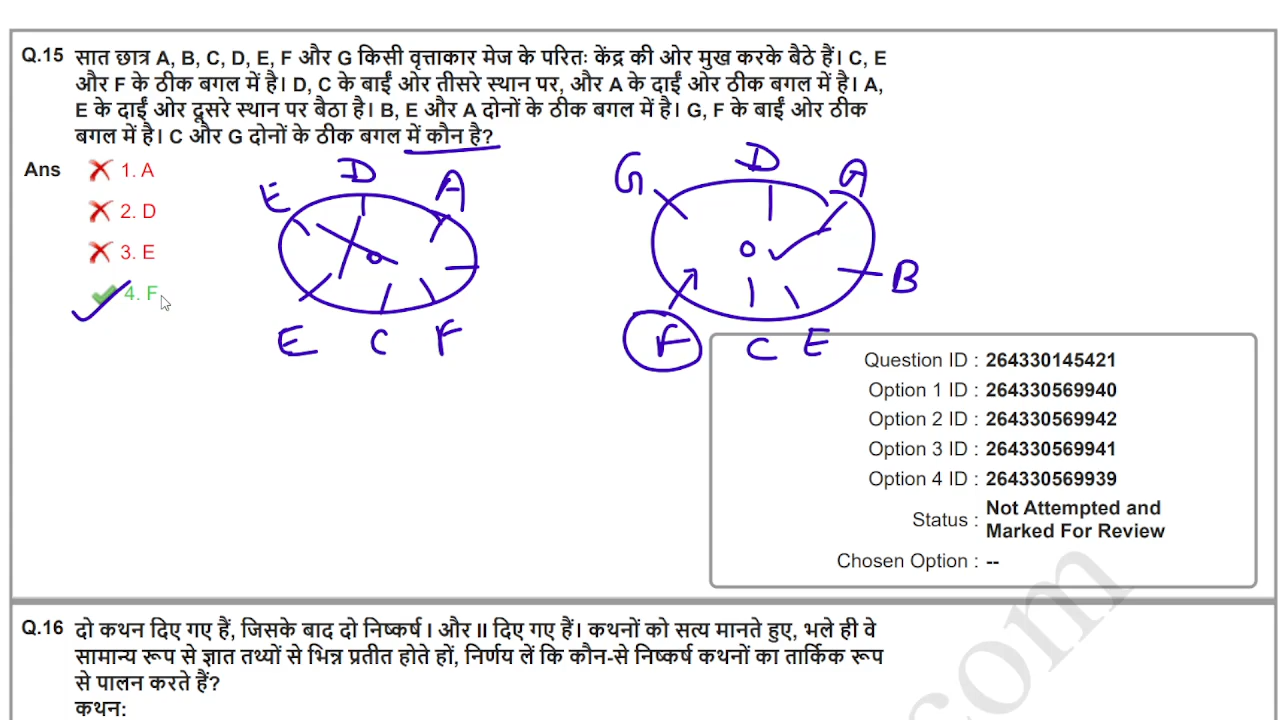 Q.15 सात छात्र A, B, C, D, E, F और G किसी वृत्ताकार मेज के परितः केंद्र की ओर मुख करके बैठे हैं। C, E
और F के ठीक बगल में है। D, C के बाईं ओर तीसरे स्थान पर, और A के दाईं ओर ठीक बगल में है। A,
E के दाईं ओर दूसरे स्थान पर बैठा है। B, E और A दोनों के ठीक बगल में है। G, F के बाईं ओर ठीक
बगल में है। C और G दोनों के ठीक बगल में कौन है?
Ans 1. A
2. D
3. E
4. F
E D A
E C F
G D A
B
F C E
Question ID : 264330145421
Option 1 ID : 264330569940
Option 2 ID : 264330569942
Option 3 ID : 264330569941
Option 4 ID : 264330569939
Status : Not Attempted and
Marked For Review
Chosen Option : --
Q.16 दो कथन दिए गए हैं, जिसके बाद दो निष्कर्ष I और II दिए गए हैं। कथनों को सत्य मानते हुए, भले ही वे
सामान्य रूप से ज्ञात तथ्यों से भिन्न प्रतीत होते हों, निर्णय लें कि कौन-से निष्कर्ष कथनों का तार्किक रूप
से पालन करते हैं?
कथन:
com